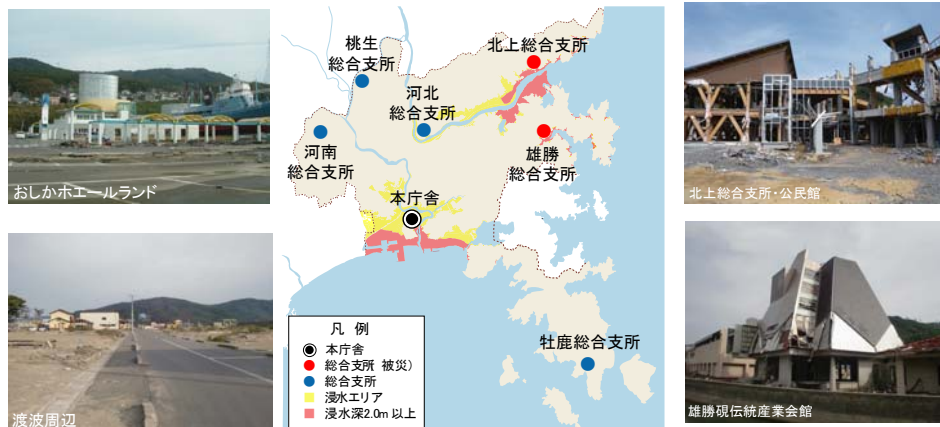 おしかホエールランド
渡波周辺
桃生
総合支所
北上総合支所
河北
総合支所
河南
総合支所
雄勝
総合支所
本庁舎
牡鹿総合支所
凡 例
本庁舎
総合支所 被災）
総合支所
浸水エリア
浸水深2.0m 以上
北上総合支所・公民館
雄勝硯伝統産業会館